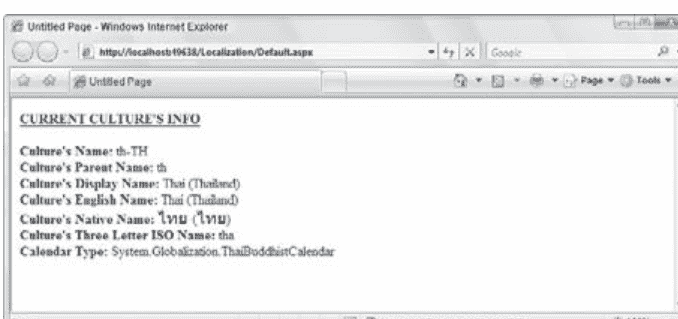 Untitled Page - Windows Internet Explorer
http://localhost:19638/Localization/Default.aspx
Google
Untitled Page
Page
Tools
CURRENT CULTURE'S INFO
Culture's Name: th-TH
Culture's Parent Name: th
Culture's Display Name: Thai (Thailand)
Culture's English Name: Thai (Thailand)
Culture's Native Name: ไทย (ไทย)
Culture's Three Letter ISO Name: tha
Calendar Type: System.Globalization.ThaiBuddhistCalendar